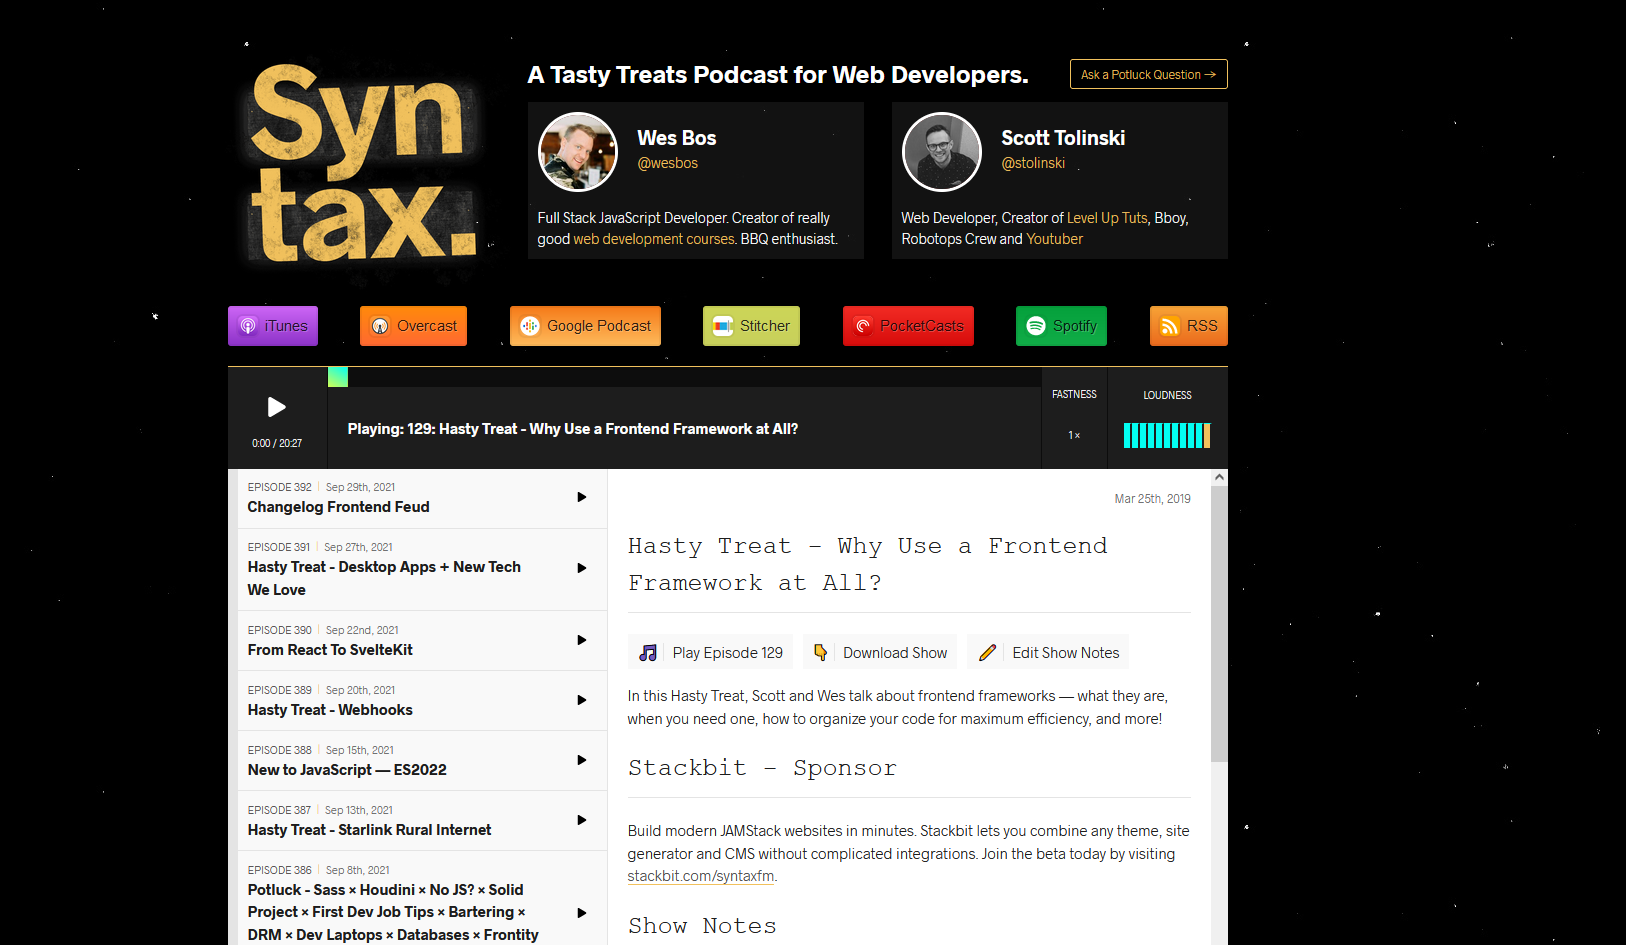 Syn
tax.
A Tasty Treats Podcast for Web Developers.
Ask a Potluck Question →
Wes Bos
@wesbos
Full Stack JavaScript Developer. Creator of really
good web development courses. BBQ enthusiast.
Scott Tolinski
@stolinski
Web Developer, Creator of Level Up Tuts, Bboy,
Robotops Crew and Youtuber
iTunes
Overcast
Google Podcast
Stitcher
PocketCasts
Spotify
RSS
0:00 / 20:27
Playing: 129: Hasty Treat - Why Use a Frontend Framework at All?
FASTNESS
1 ×
LOUDNESS
EPISODE 392 | Sep 29th, 2021
Changelog Frontend Feud
EPISODE 391 | Sep 27th, 2021
Hasty Treat - Desktop Apps + New Tech
We Love
EPISODE 390 | Sep 22nd, 2021
From React To SvelteKit
EPISODE 389 | Sep 20th, 2021
Hasty Treat - Webhooks
EPISODE 388 | Sep 15th, 2021
New to JavaScript — ES2022
EPISODE 387 | Sep 13th, 2021
Hasty Treat - Starlink Rural Internet
EPISODE 386 | Sep 8th, 2021
Potluck - Sass × Houdini × No JS? × Solid
Project × First Dev Job Tips × Bartering ×
DRM × Dev Laptops × Databases × Frontity
Mar 25th, 2019
Hasty Treat - Why Use a Frontend
Framework at All?
Play Episode 129
Download Show
Edit Show Notes
In this Hasty Treat, Scott and Wes talk about frontend frameworks — what they are,
when you need one, how to organize your code for maximum efficiency, and more!
Stackbit - Sponsor
Build modern JAMStack websites in minutes. Stackbit lets you combine any theme, site
generator and CMS without complicated integrations. Join the beta today by visiting
stackbit.com/syntaxfm.
Show Notes